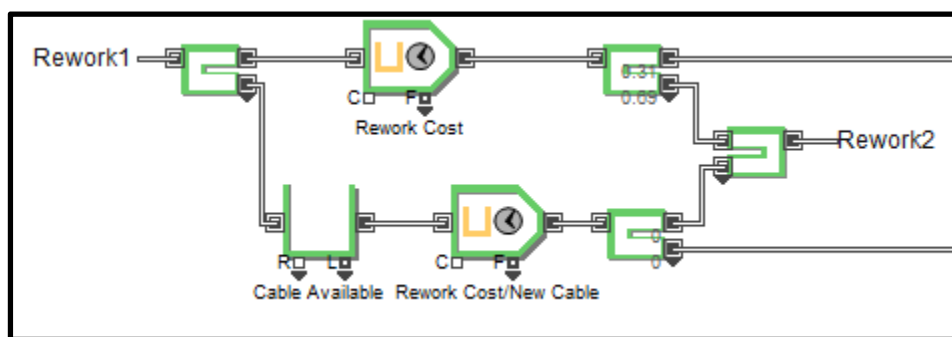 Rework1
0.31
0.69
C
F
Rework Cost
Rework2
0
0
R
L
C
F
Cable Available
Rework Cost/New Cable